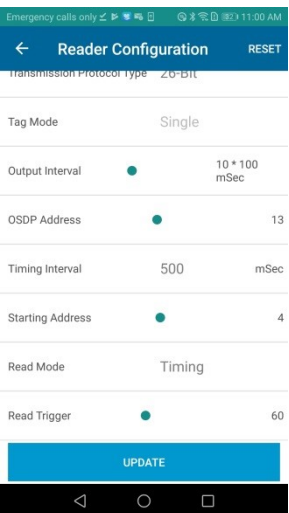 Emergency calls only 82 11:00 AM
Reader Configuration RESET
Transmission Protocol Type 26-Bit
Tag Mode Single
Output Interval 10 * 100
mSec
OSDP Address 13
Timing Interval 500 mSec
Starting Address 4
Read Mode Timing
Read Trigger 60
UPDATE